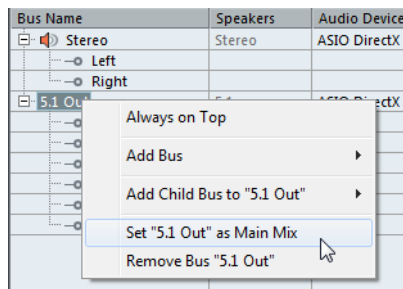 Bus Name Speakers Audio Device
Stereo Stereo ASIO DirectX
Left
Right
5.1 Out
Always on Top
Add Bus
Add Child Bus to "5.1 Out"
Set "5.1 Out" as Main Mix
Remove Bus "5.1 Out"